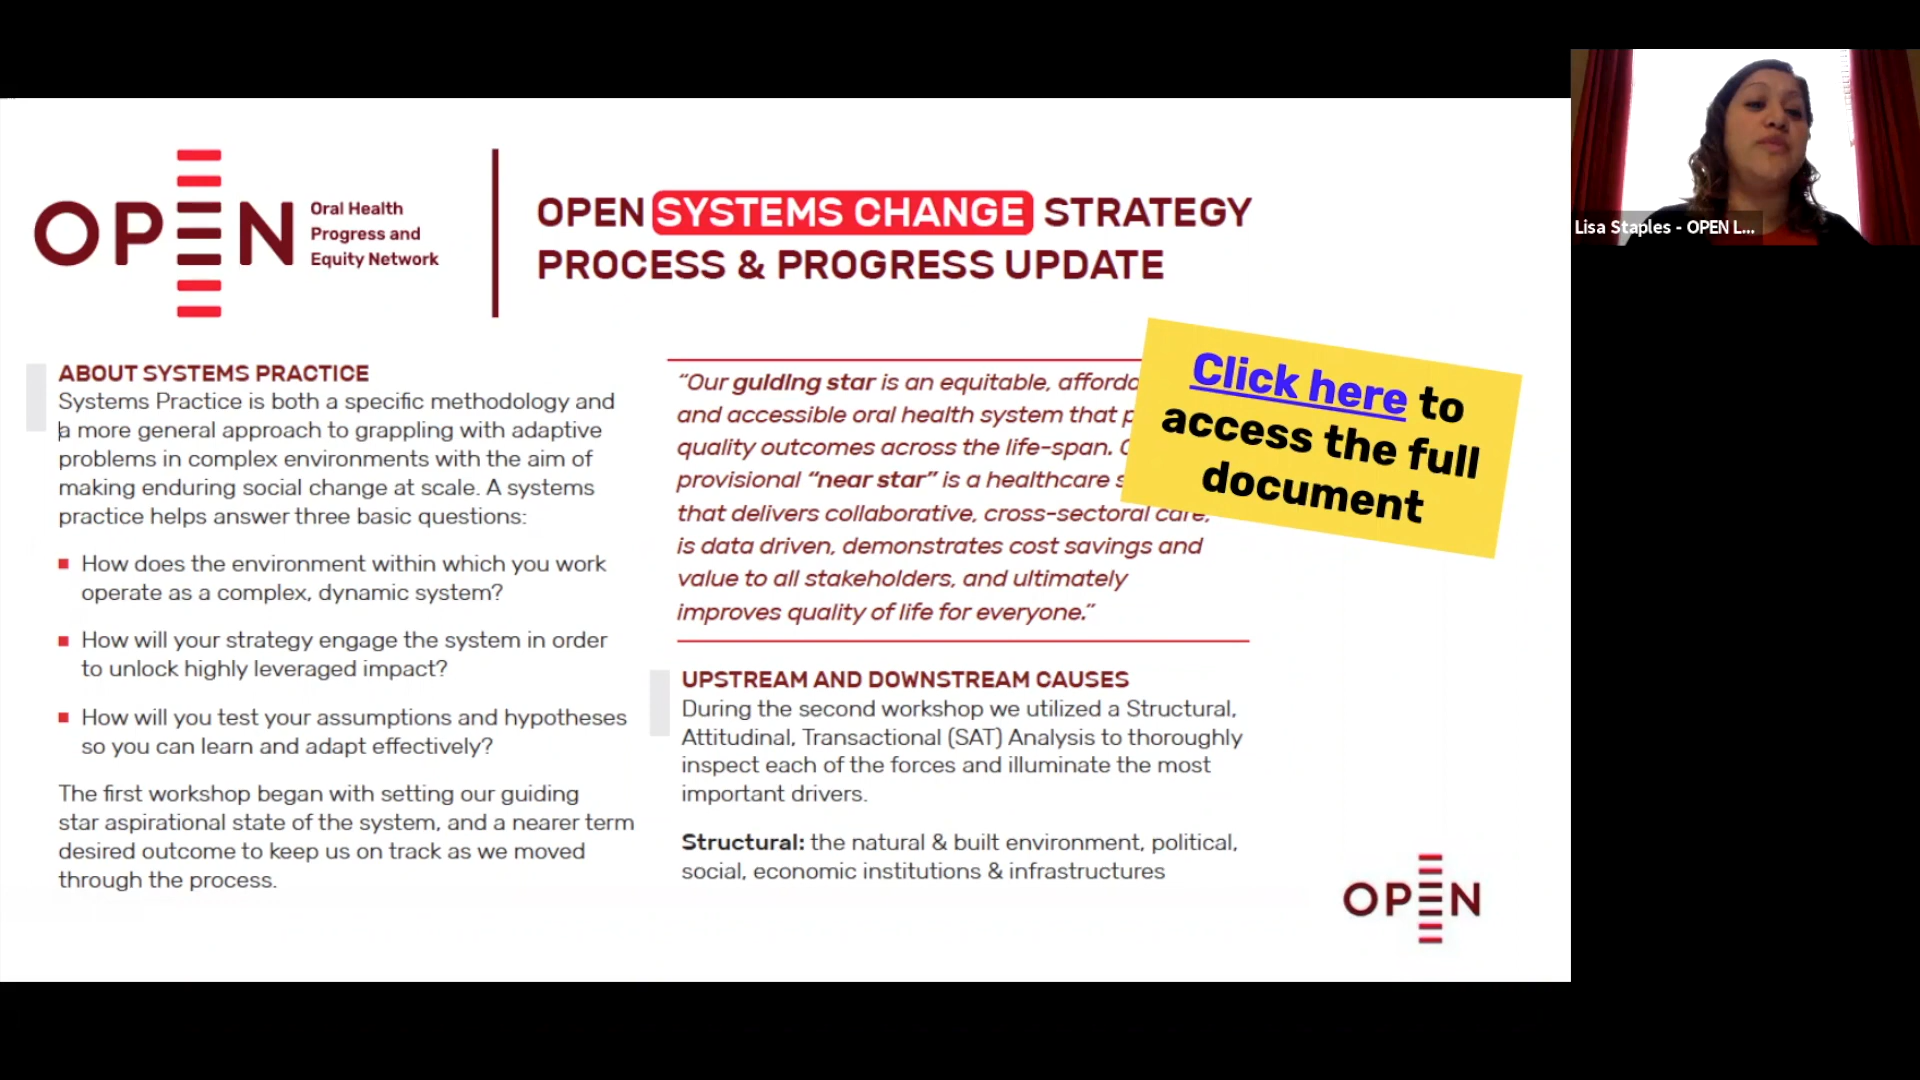 OPEN
Oral Health
Progress and
Equity Network
OPEN SYSTEMS CHANGE STRATEGY
PROCESS & PROGRESS UPDATE
ABOUT SYSTEMS PRACTICE
Systems Practice is both a specific methodology and
a more general approach to grappling with adaptive
problems in complex environments with the aim of
making enduring social change at scale. A systems
practice helps answer three basic questions:
How does the environment within which you work
operate as a complex, dynamic system?
How will your strategy engage the system in order
to unlock highly leveraged impact?
How will you test your assumptions and hypotheses
so you can learn and adapt effectively?
The first workshop began with setting our guiding
star aspirational state of the system, and a nearer term
desired outcome to keep us on track as we moved
through the process.
“Our guiding star is an equitable,
and accessible oral health system that
quality outcomes across the life-span.
provisional “near star” is a healthcare
that delivers collaborative, cross-sectoral care,
is data driven, demonstrates cost savings and
value to all stakeholders, and ultimately
improves quality of life for everyone.”
Click here to
access the full
document
UPSTREAM AND DOWNSTREAM CAUSES
During the second workshop we utilized a Structural,
Attitudinal, Transactional (SAT) Analysis to thoroughly
inspect each of the forces and illuminate the most
important drivers.
Structural: the natural & built environment, political,
social, economic institutions & infrastructures
OPEN
Lisa Staples - OPEN L...